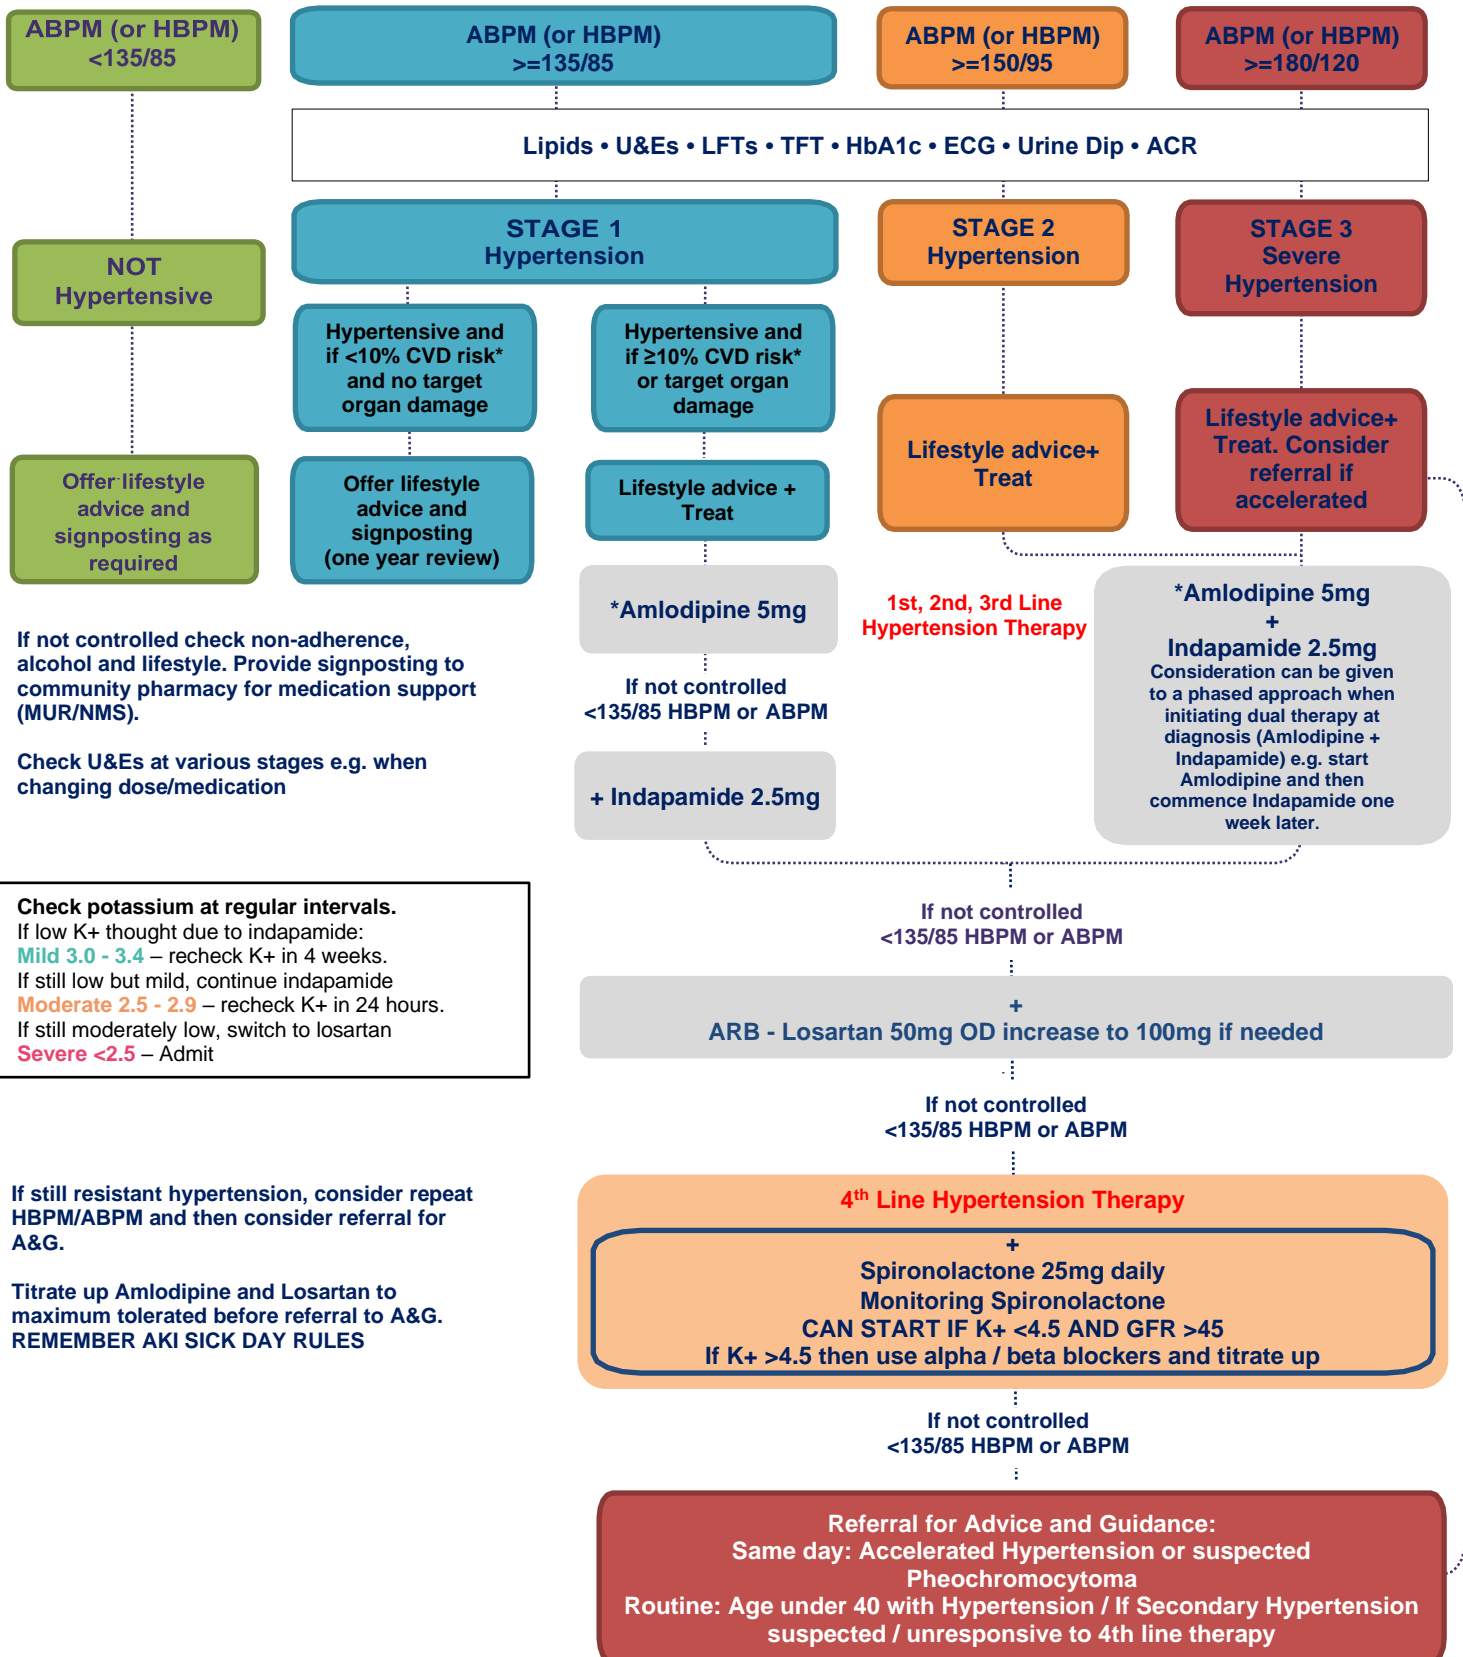 ABPM (or HBPM)
<135/85
ABPM (or HBPM)
>=135/85
ABPM (or HBPM)
>=150/95
ABPM (or HBPM)
>=180/120
Lipids • U&Es • LFTs • TFT • HbA1c • ECG • Urine Dip • ACR
NOT
Hypertensive
STAGE 1
Hypertension
STAGE 2
Hypertension
STAGE 3
Severe
Hypertension
Hypertensive and
if <10% CVD risk*
and no target
organ damage
Hypertensive and
if ≥10% CVD risk*
or target organ
damage
Offer lifestyle
advice and
signposting as
required
Offer lifestyle
advice and
signposting
(one year review)
Lifestyle advice +
Treat
Lifestyle advice+
Treat
Lifestyle advice+
Treat. Consider
referral if
accelerated
*Amlodipine 5mg
If not controlled
<135/85 HBPM or ABPM
+ Indapamide 2.5mg
1st, 2nd, 3rd Line
Hypertension Therapy
*Amlodipine 5mg
+
Indapamide 2.5mg
Consideration can be given
to a phased approach when
initiating dual therapy at
diagnosis (Amlodipine +
Indapamide) e.g. start
Amlodipine and then
commence Indapamide one
week later.
If not controlled check non-adherence,
alcohol and lifestyle. Provide signposting to
community pharmacy for medication support
(MUR/NMS).
Check U&Es at various stages e.g. when
changing dose/medication
Check potassium at regular intervals.
If low K+ thought due to indapamide:
Mild 3.0 - 3.4 – recheck K+ in 4 weeks.
If still low but mild, continue indapamide
Moderate 2.5 - 2.9 – recheck K+ in 24 hours.
If still moderately low, switch to losartan
Severe <2.5 – Admit
If not controlled
<135/85 HBPM or ABPM
+
ARB - Losartan 50mg OD increase to 100mg if needed
If not controlled
<135/85 HBPM or ABPM
If still resistant hypertension, consider repeat
HBPM/ABPM and then consider referral for
A&G.
Titrate up Amlodipine and Losartan to
maximum tolerated before referral to A&G.
REMEMBER AKI SICK DAY RULES
4th Line Hypertension Therapy
+
Spironolactone 25mg daily
Monitoring Spironolactone
CAN START IF K+ <4.5 AND GFR >45
If K+ >4.5 then use alpha / beta blockers and titrate up
If not controlled
<135/85 HBPM or ABPM
Referral for Advice and Guidance:
Same day: Accelerated Hypertension or suspected
Pheochromocytoma
Routine: Age under 40 with Hypertension / If Secondary Hypertension
suspected / unresponsive to 4th line therapy